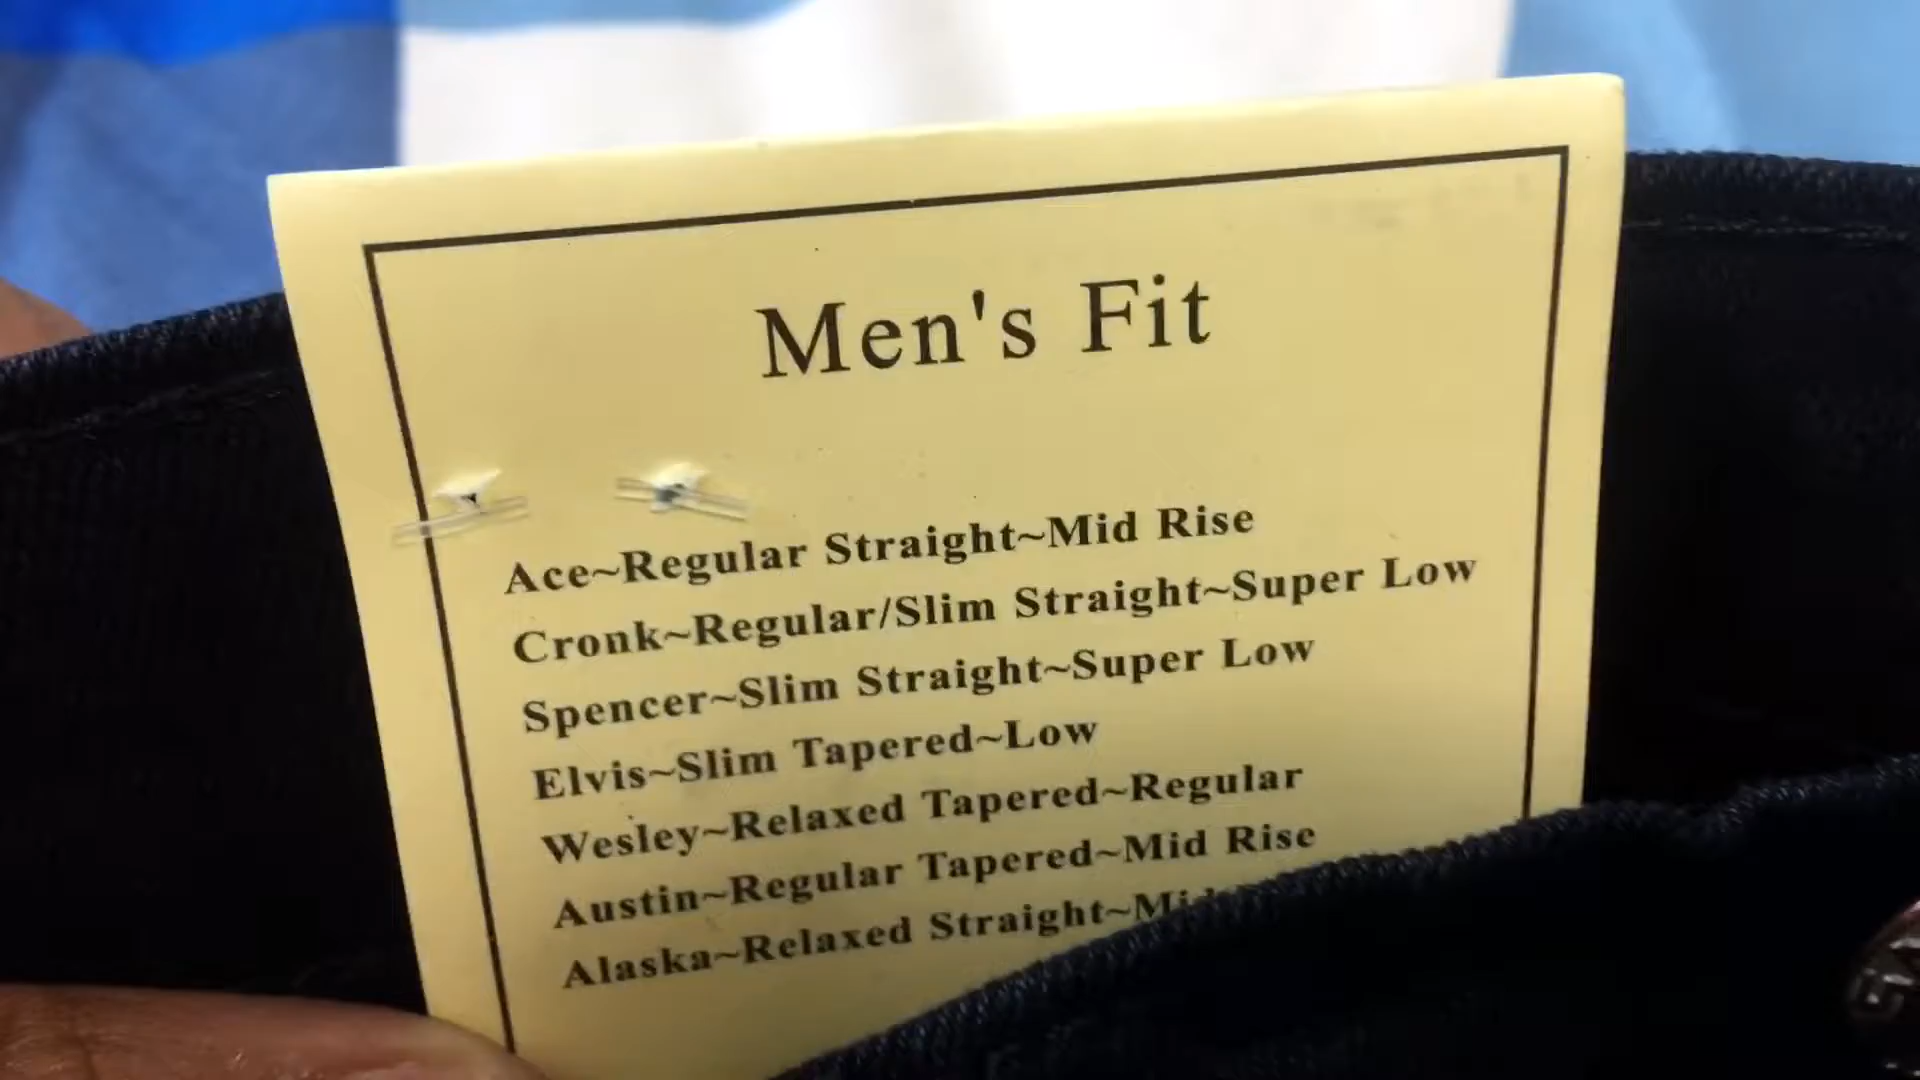 Men's Fit
Ace~Regular Straight~Mid Rise
Cronk~Regular/Slim Straight~Super Low
Spencer~Slim Straight~Super Low
Elvis~Slim Tapered~Low
Wesley~Relaxed Tapered~Regular
Austin~Regular Tapered~Mid Rise
Alaska~Relaxed Straight~Mid